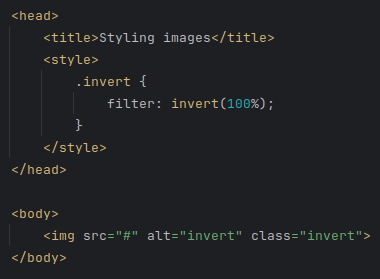 <head>
    <title>Styling images</title>
    <style>
        .invert {
            filter: invert(100%);
        }
    </style>
</head>

<body>
    <img src="#" alt="invert" class="invert">
</body>